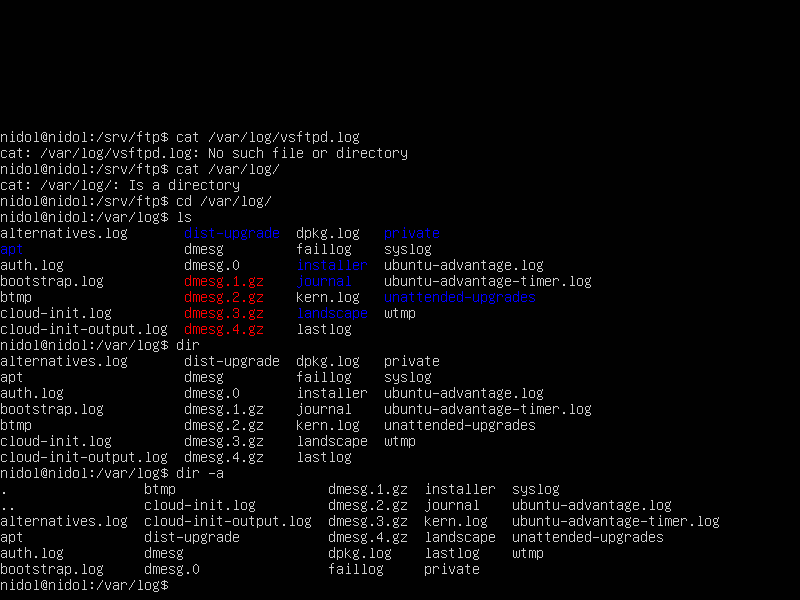 nidol@nidol:/srv/ftp$ cat /var/log/vsftpd.log
cat: /var/log/vsftpd.log: No such file or directory
nidol@nidol:/srv/ftp$ cat /var/log/
cat: /var/log/: Is a directory
nidol@nidol:/srv/ftp$ cd /var/log/
nidol@nidol:/var/log$ ls
alternatives.log       dist-upgrade  dpkg.log   private
apt                    dmesg         faillog    syslog
auth.log               dmesg.0       installer  ubuntu-advantage.log
bootstrap.log          dmesg.1.gz    journal    ubuntu-advantage-timer.log
btmp                   dmesg.2.gz    kern.log   unattended-upgrades
cloud-init.log         dmesg.3.gz    landscape  wtmp
cloud-init-output.log  dmesg.4.gz    lastlog
nidol@nidol:/var/log$ dir
alternatives.log       dist-upgrade  dpkg.log   private
apt                    dmesg         faillog    syslog
auth.log               dmesg.0       installer  ubuntu-advantage.log
bootstrap.log          dmesg.1.gz    journal    ubuntu-advantage-timer.log
btmp                   dmesg.2.gz    kern.log   unattended-upgrades
cloud-init.log         dmesg.3.gz    landscape  wtmp
cloud-init-output.log  dmesg.4.gz    lastlog
nidol@nidol:/var/log$ dir -a
.                 btmp                   dmesg.1.gz  installer  syslog
..                cloud-init.log         dmesg.2.gz  journal    ubuntu-advantage.log
alternatives.log  cloud-init-output.log  dmesg.3.gz  kern.log   ubuntu-advantage-timer.log
apt               dist-upgrade           dmesg.4.gz  landscape  unattended-upgrades
auth.log          dmesg                  dpkg.log    lastlog    wtmp
bootstrap.log     dmesg.0                faillog     private
nidol@nidol:/var/log$